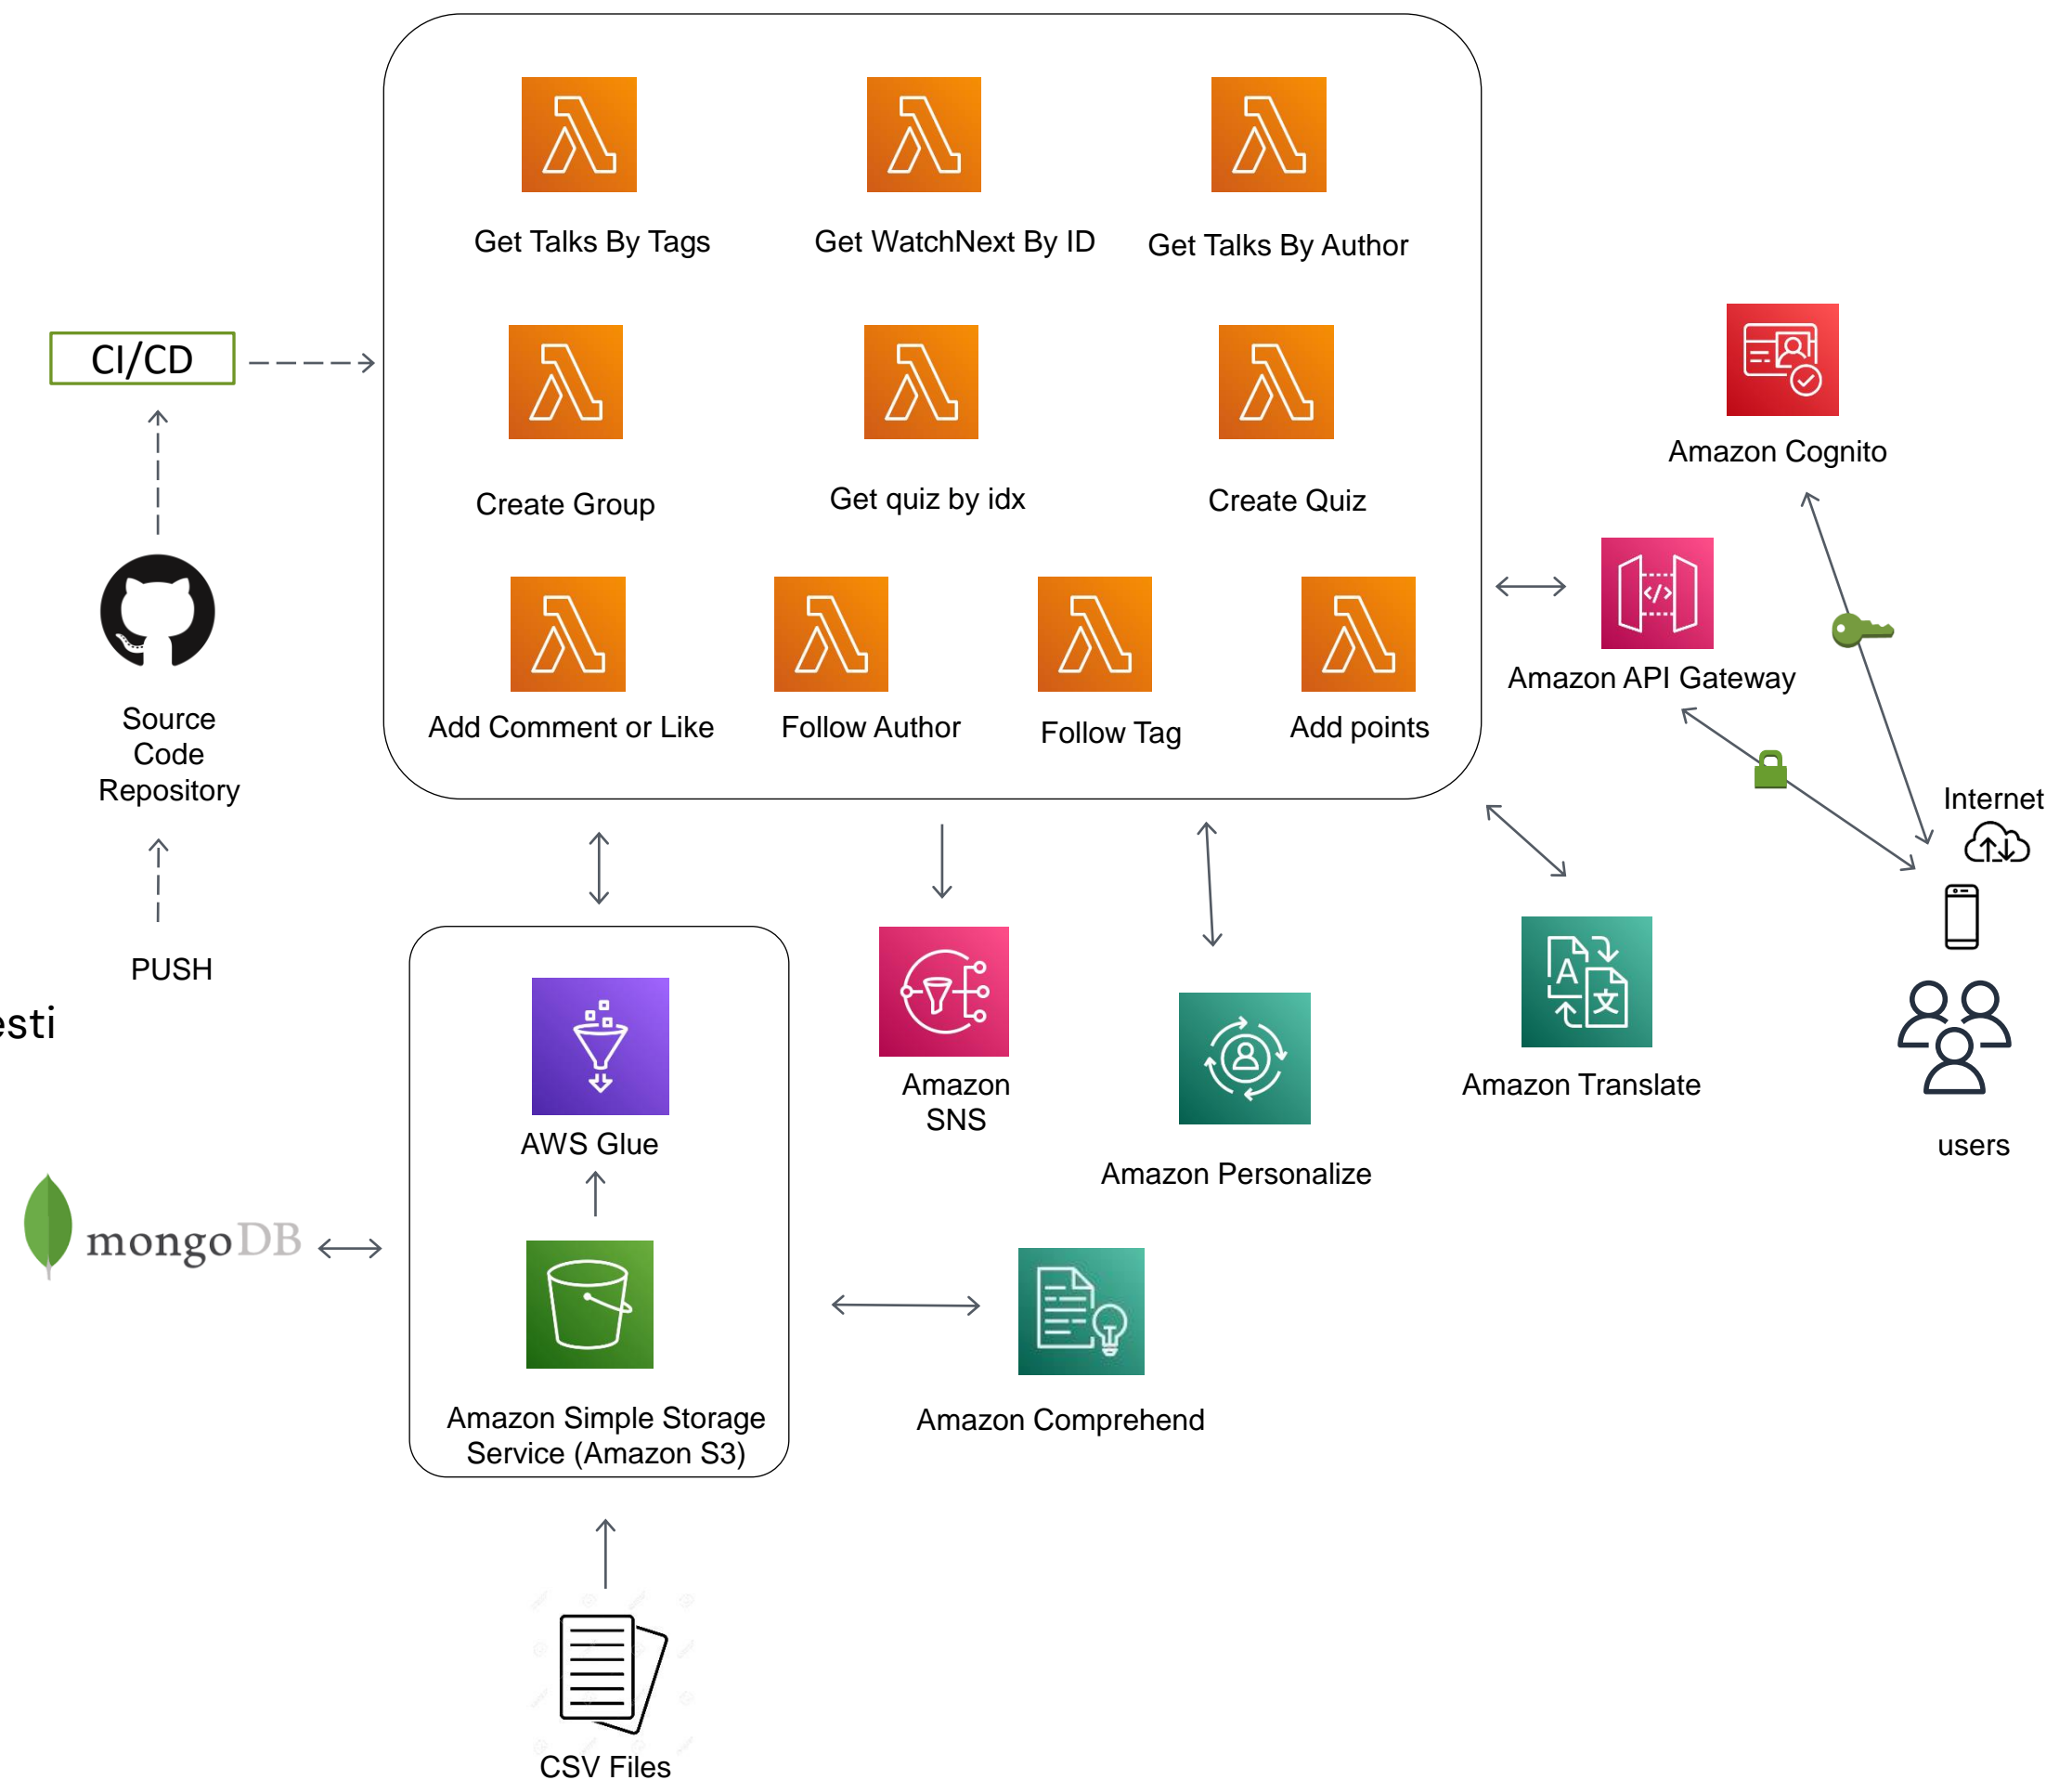 Get Talks By Tags
Get WatchNext By ID
Get Talks By Author
CI/CD
Create Group
Get quiz by idx
Create Quiz
Amazon Cognito
Add Comment or Like
Follow Author
Follow Tag
Add points
Amazon API Gateway
Source
Code
Repository
Internet
PUSH
esti
AWS Glue
Amazon
SNS
Amazon Personalize
Amazon Translate
users
mongoDB
Amazon Simple Storage
Service (Amazon S3)
Amazon Comprehend
CSV Files